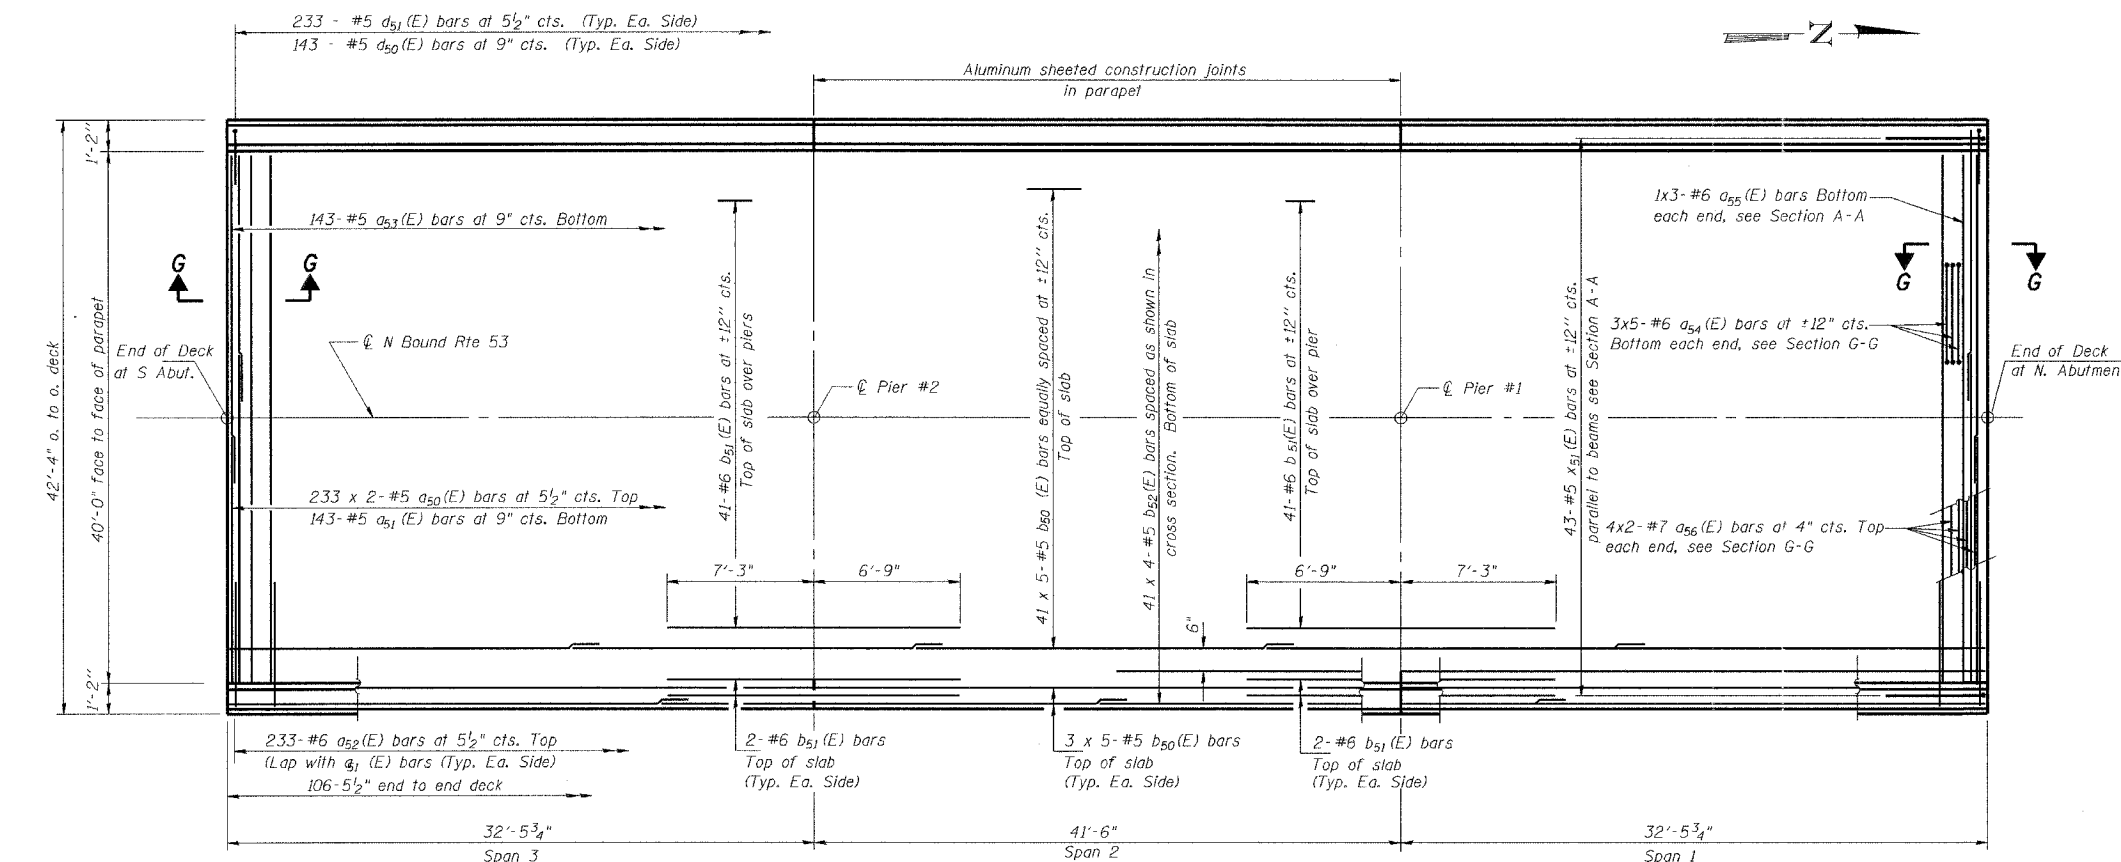 233 - #5 d51(E) bars at 5½" cts. (Typ. Ea. Side)
143 - #5 d50(E) bars at 9" cts. (Typ. Ea. Side)
N
Aluminum sheeted construction joints
in parapet
1'-2"
143-#5 a53(E) bars at 9" cts. Bottom
1x3-#6 a55(E) bars Bottom
each end, see Section A-A
G
G
G
G
42'-4" o. to o. deck
40'-0" face to face of parapet
℄ N Bound Rte 53
End of Deck
at S Abut.
41-#6 b51(E) bars at ±12" cts.
Top of slab over piers
℄ Pier #2
41 x 5-#5 b50 (E) bars equally spaced at ±12" cts.
Top of slab
41 x 4-#5 b52(E) bars spaced as shown in
cross section. Bottom of slab
41-#6 b51(E) bars at ±12" cts.
Top of slab over pier
℄ Pier #1
43-#5 x51(E) bars at ±12" cts.
parallel to beams see Section A-A
3x5-#6 a54(E) bars at ±12" cts.
Bottom each end, see Section G-G
End of Deck
at N. Abutmen
233 x 2-#5 a50(E) bars at 5½" cts. Top
143-#5 a51(E) bars at 9" cts. Bottom
4x2-#7 a56(E) bars at 4" cts. Top
each end, see Section G-G
7'-3"
6'-9"
6'-9"
7'-3"
6"
1'-2"
233-#6 a52(E) bars at 5½" cts. Top
(Lap with (E) bars (Typ. Ea. Side)
106-5½" end to end deck
2-#6 b51(E) bars
Top of slab
(Typ. Ea. Side)
3 x 5-#5 b50(E) bars
Top of slab
(Typ. Ea. Side)
2-#6 b51(E) bars
Top of slab
(Typ. Ea. Side)
32'-5¾"
Span 3
41'-6"
Span 2
32'-5¾"
Span 1